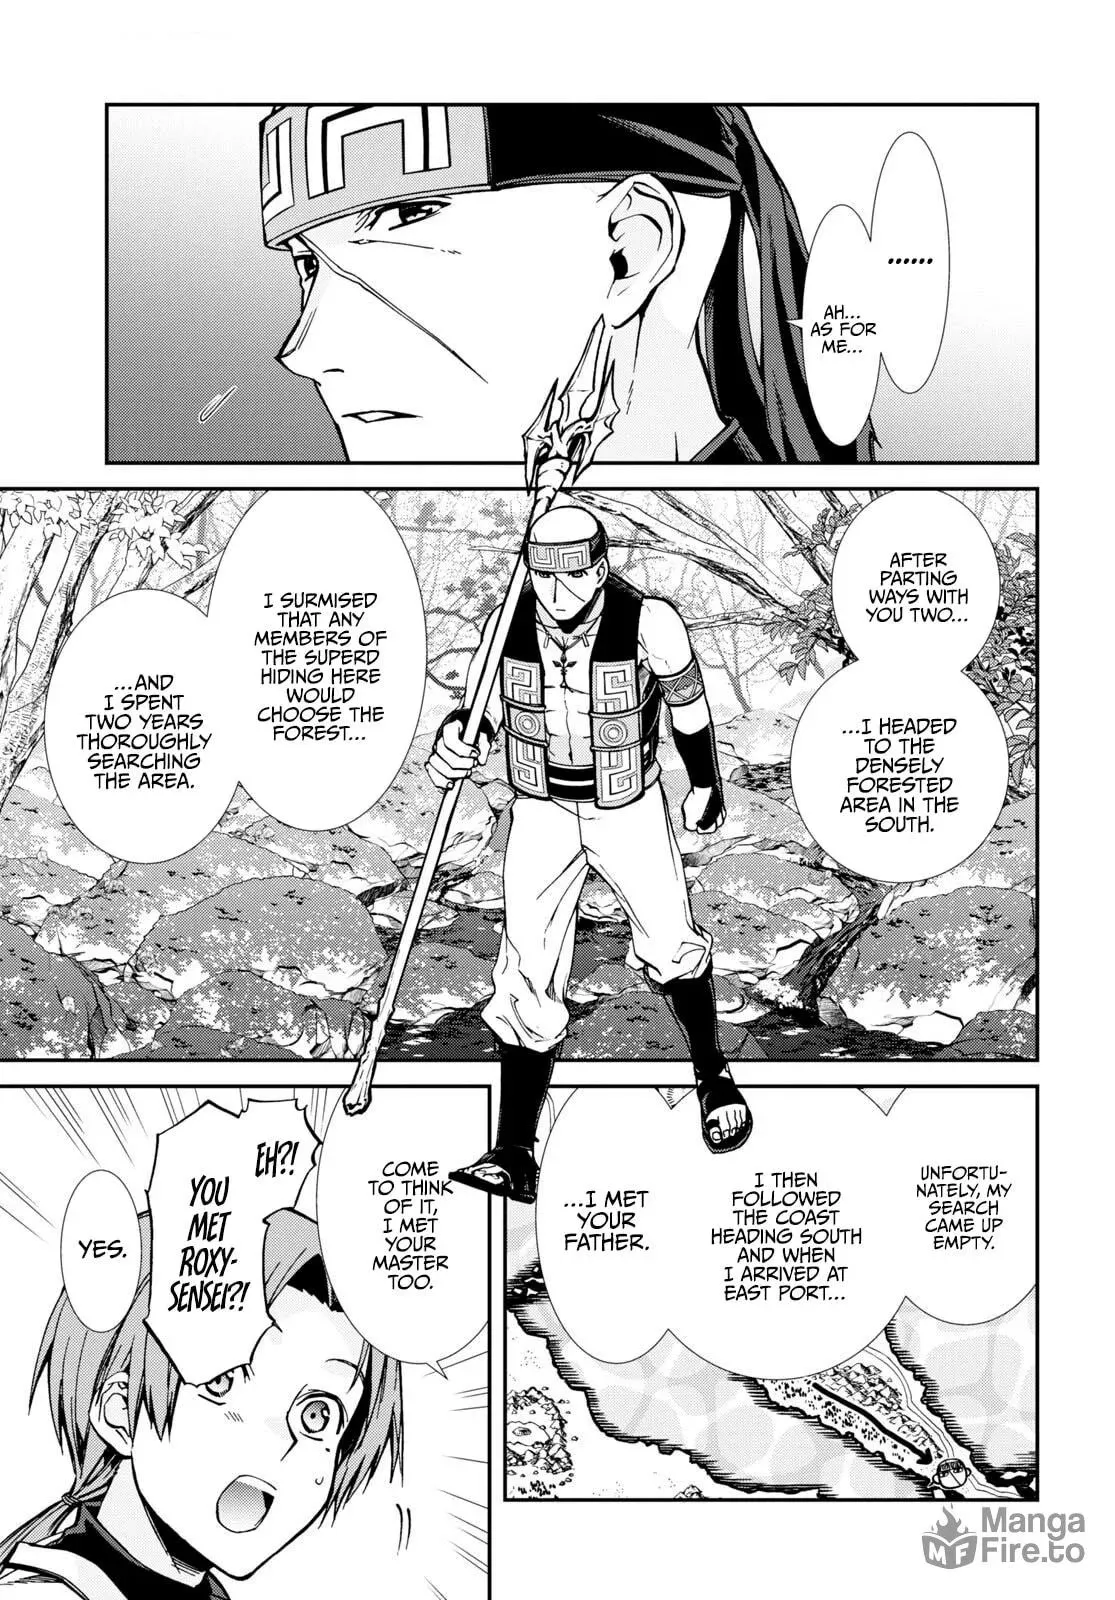 ......
AH...
AS FOR
ME...
AFTER
PARTING
WAYS WITH
YOU TWO...
...I HEADED
TO THE
DENSELY
FORESTED
AREA IN THE
SOUTH.
I SURMISED
THAT ANY
MEMBERS OF
THE SUPERD
HIDING HERE
WOULD
CHOOSE THE
FOREST...
...AND
I SPENT
TWO YEARS
THOROUGHLY
SEARCHING
THE AREA.
UNFORTU-
NATELY, MY
SEARCH
CAME UP
EMPTY.
I THEN
FOLLOWED
THE COAST
HEADING SOUTH
AND WHEN
I ARRIVED AT
EAST PORT...
...I MET
YOUR
FATHER.
COME
TO THINK
OF IT,
I MET
YOUR
MASTER
TOO.
EH?!
YOU
MET
ROXY-
SENSEI?!
YES.
Manga
MF Fire.to